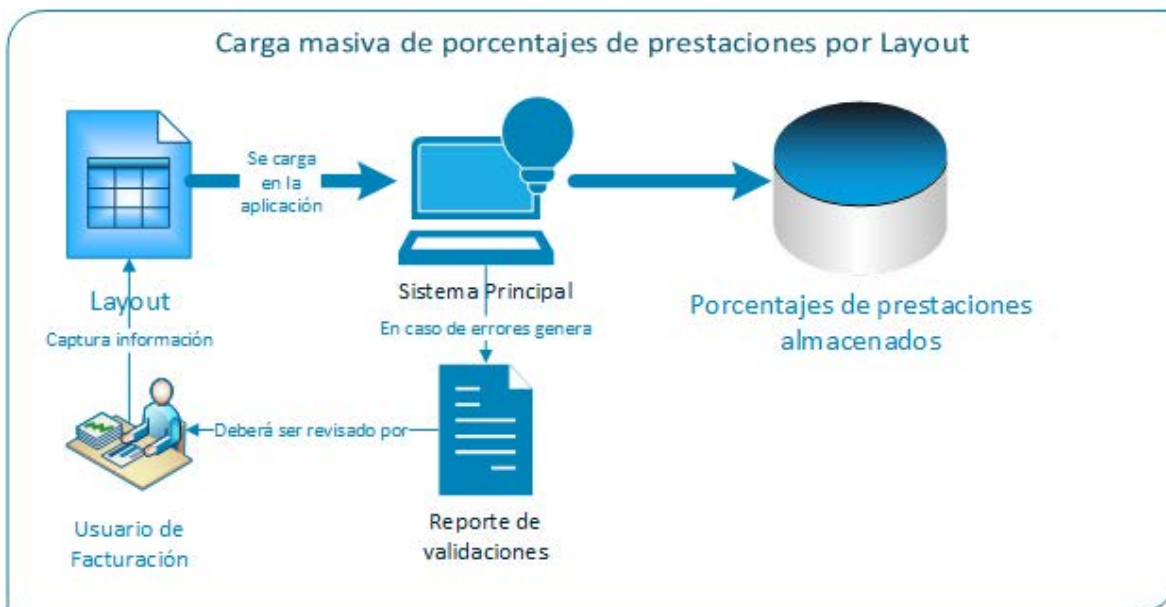 Carga masiva de porcentajes de prestaciones por Layout
Se carga
en la
aplicación
Layout
Sistema Principal
Porcentajes de prestaciones
almacenados
Captura información
En caso de errores genera
Deberá ser revisado por
Usuario de
Facturación
Reporte de
validaciones